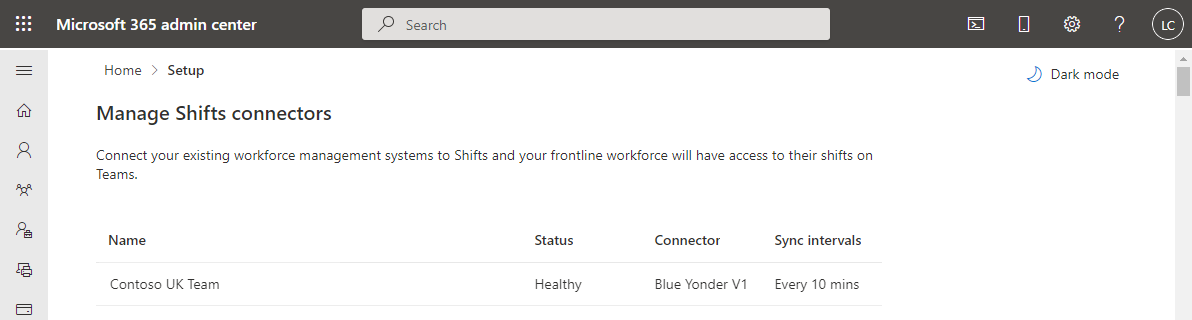 Microsoft 365 admin center
Search
?
LC
Home > Setup
Dark mode
Manage Shifts connectors
Connect your existing workforce management systems to Shifts and your frontline workforce will have access to their shifts on
Teams.
Name Status Connector Sync intervals
Contoso UK Team Healthy Blue Yonder V1 Every 10 mins